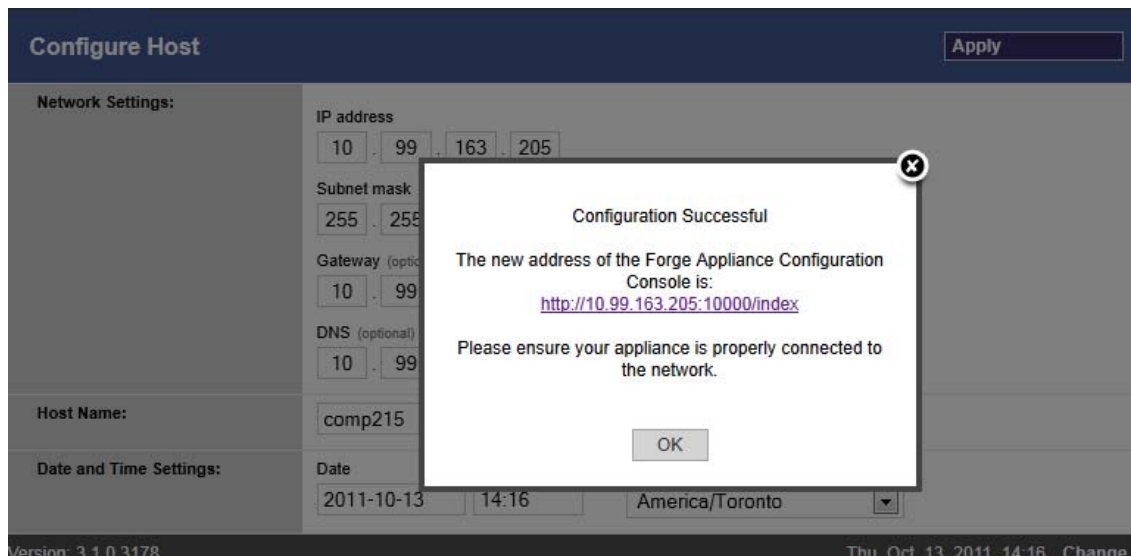 Configure Host
Apply
Network Settings:
IP address
10 . 99 . 163 . 205
Subnet mask
255 . 255
Gateway
10 . 99
DNS (optional)
10 . 99
Configuration Successful
The new address of the Forge Appliance Configuration
Console is:
http://10.99.163.205:10000/index
Please ensure your appliance is properly connected to
the network.
OK
Host Name:
comp215
Date and Time Settings:
Date
2011-10-13 14:16 America/Toronto
Version: 3.1.0.3178
Thu, Oct. 13, 2011, 14:16 Change